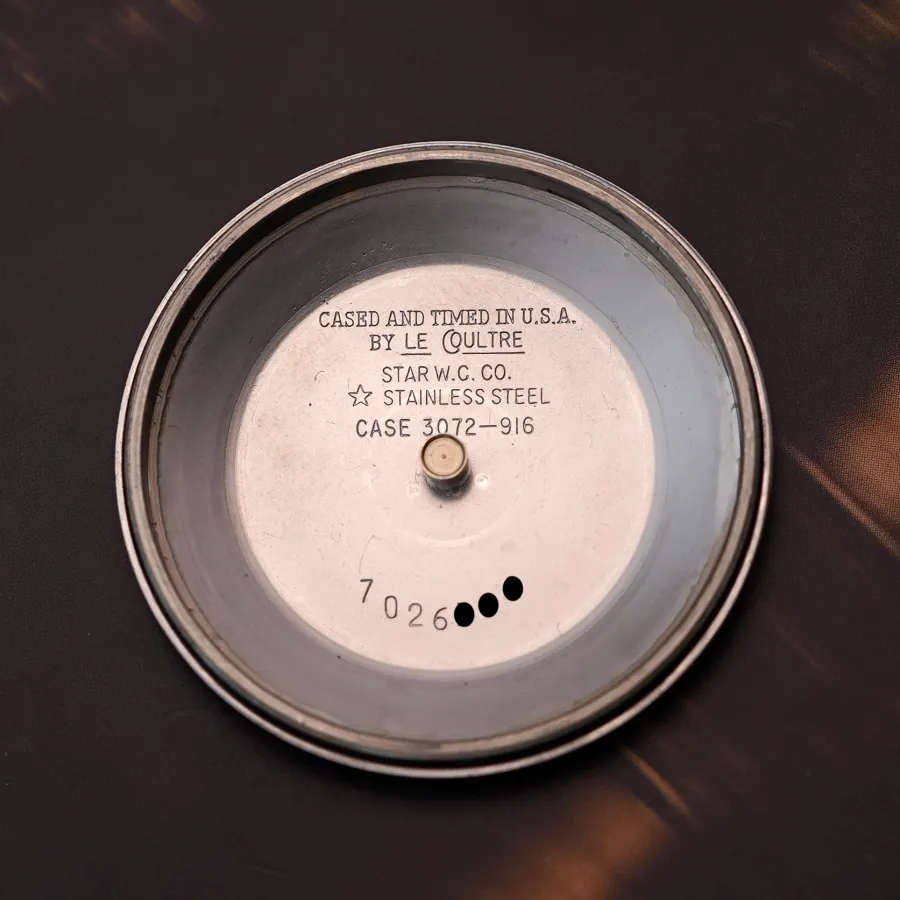 CASED AND TIMED IN U.S.A.
BY LE COULTRE
STAR W.C. CO.
☆ STAINLESS STEEL
CASE 3072-916
7026